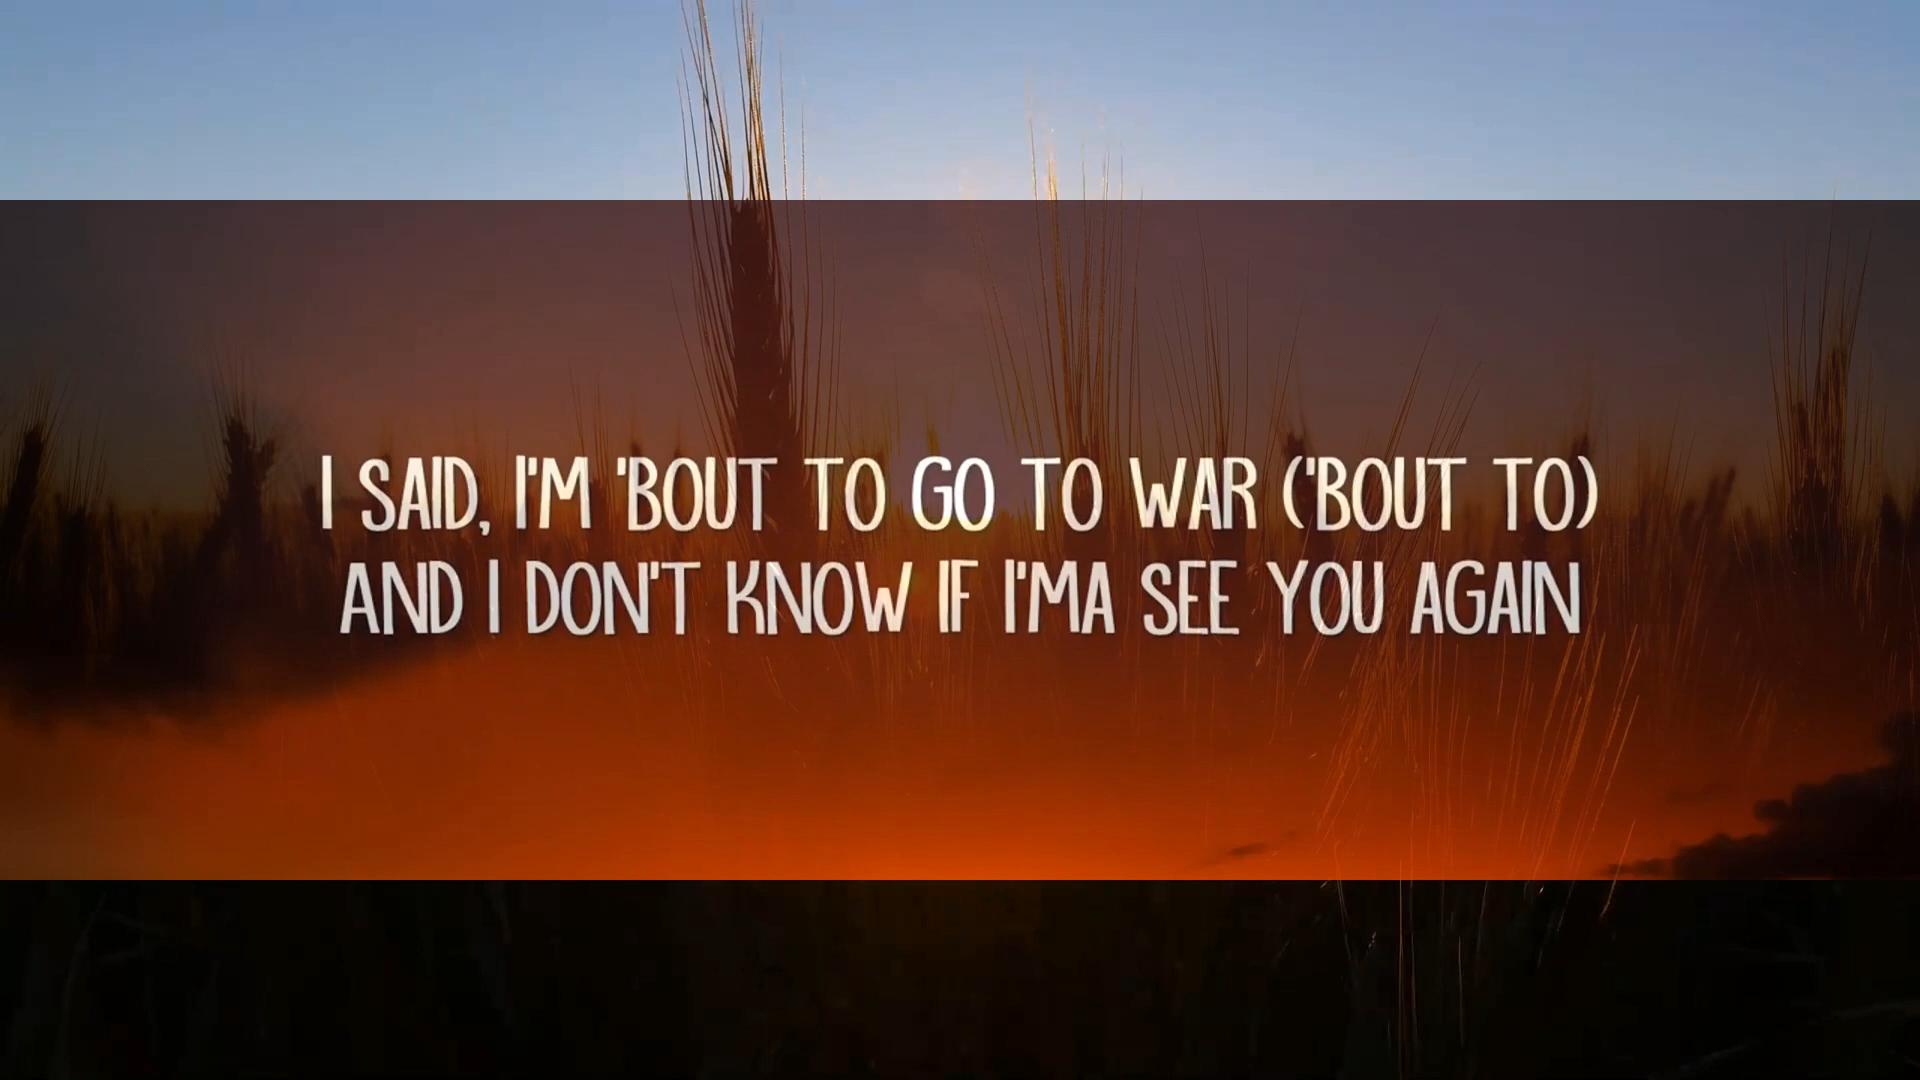 I SAID, I'M 'BOUT TO GO TO WAR ('BOUT TO)
AND I DON'T KNOW IF I'MA SEE YOU AGAIN